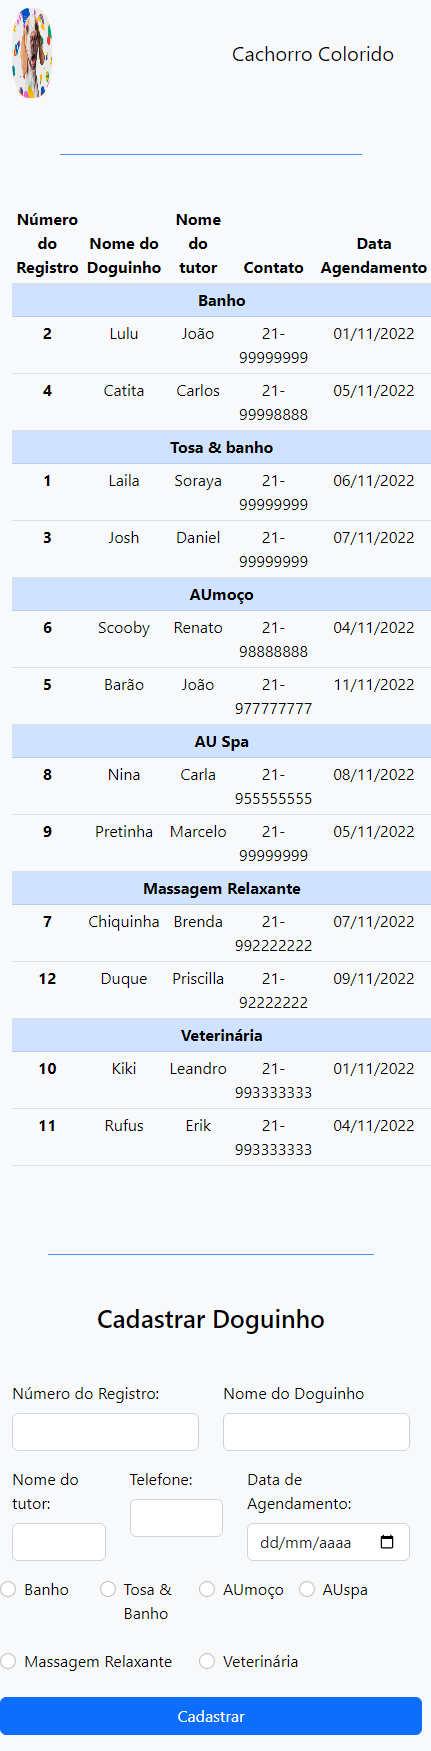 Cachorro Colorido
Número do Registro Nome do Doguinho Nome do tutor Contato Data Agendamento
Banho
2 Lulu João 21-99999999 01/11/2022
4 Catita Carlos 21-99998888 05/11/2022
Tosa & banho
1 Laila Soraya 21-99999999 06/11/2022
3 Josh Daniel 21-99999999 07/11/2022
AUmoço
6 Scooby Renato 21-98888888 04/11/2022
5 Barão João 21-977777777 11/11/2022
AU Spa
8 Nina Carla 21-955555555 08/11/2022
9 Pretinha Marcelo 21-99999999 05/11/2022
Massagem Relaxante
7 Chiquinha Brenda 21-992222222 07/11/2022
12 Duque Priscilla 21-92222222 09/11/2022
Veterinária
10 Kiki Leandro 21-993333333 01/11/2022
11 Rufus Erik 21-993333333 04/11/2022
Cadastrar Doguinho
Número do Registro: Nome do Doguinho
Nome do tutor: Telefone: Data de Agendamento:
dd/mm/aaaa
Banho Tosa & Banho AUmoço AUspa
Massagem Relaxante Veterinária
Cadastrar